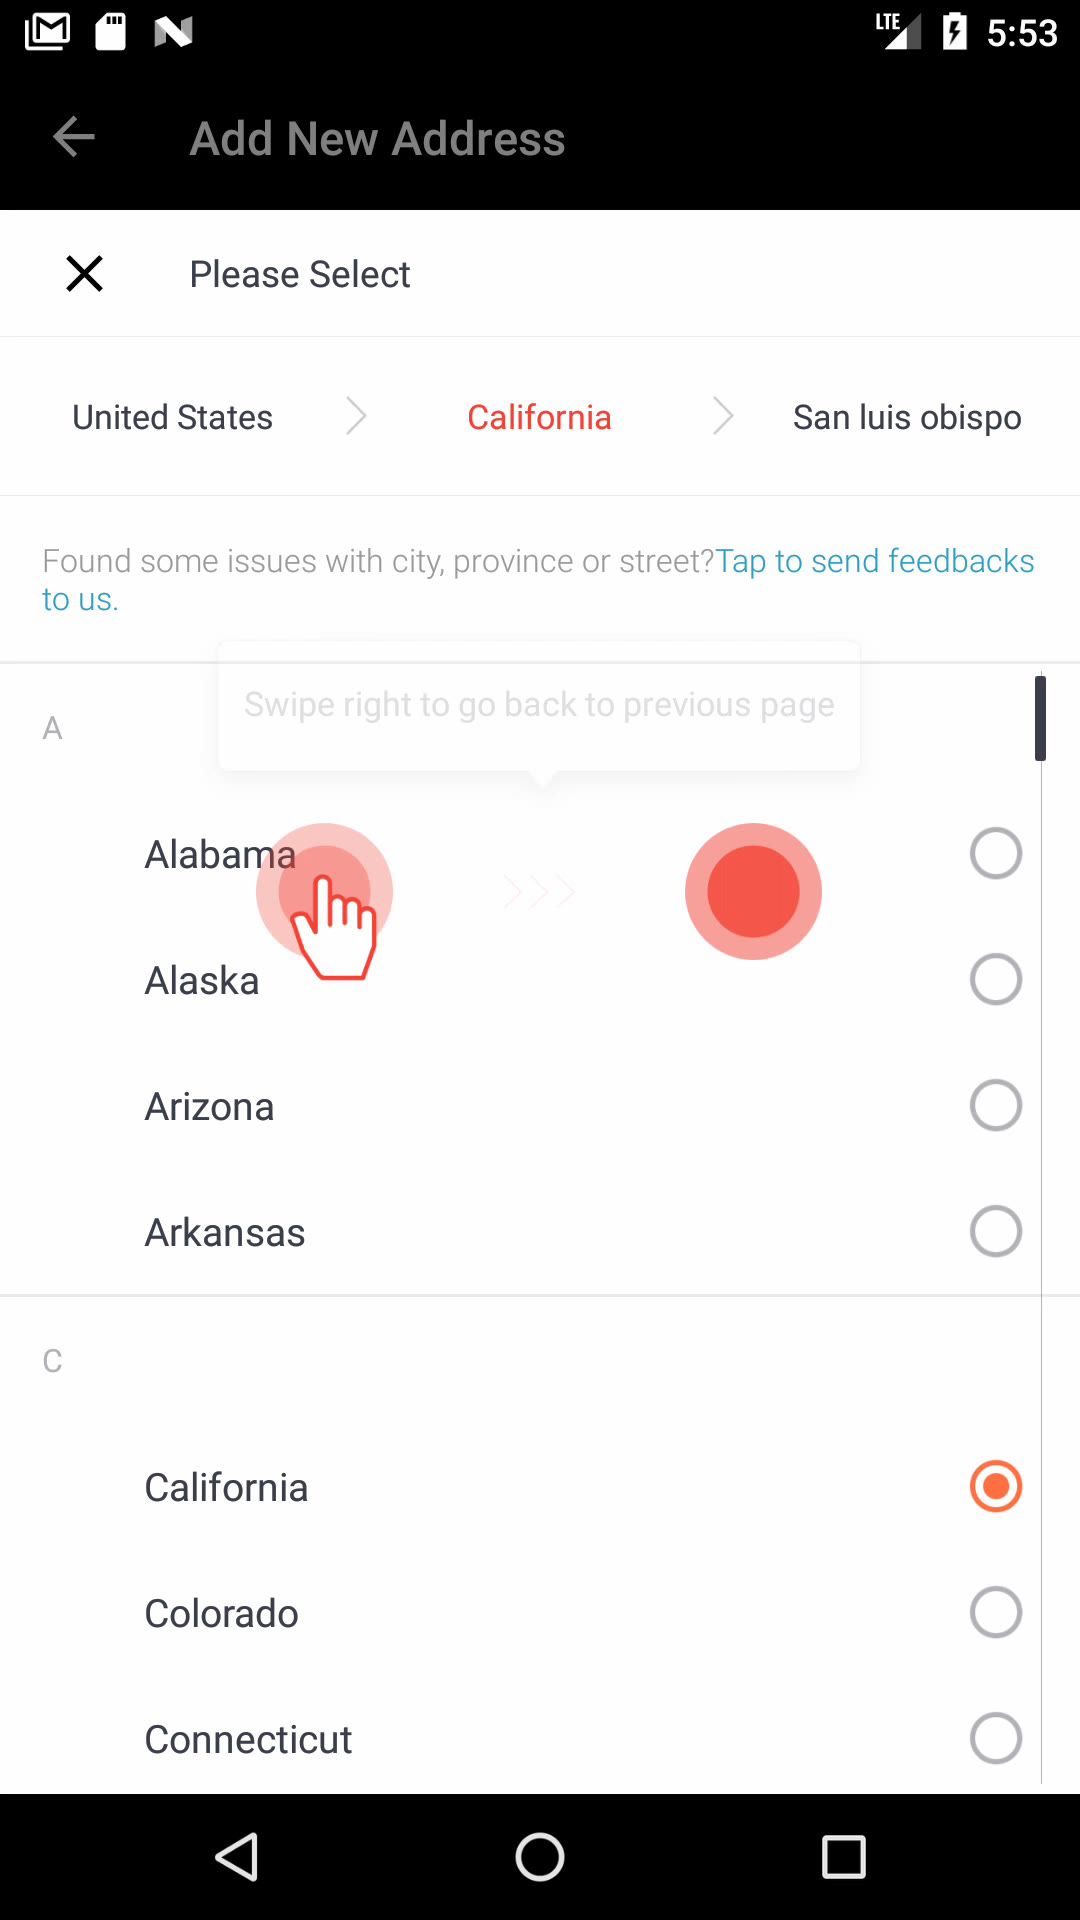 LTE 5:53
Add New Address
Please Select
United States California San luis obispo
Found some issues with city, province or street?Tap to send feedbacks
to us.
Swipe right to go back to previous page
A
Alabama
Alaska
Arizona
Arkansas
C
California
Colorado
Connecticut